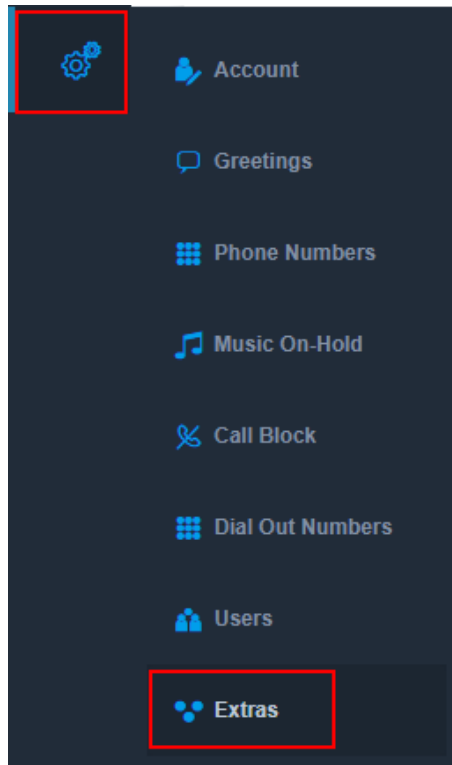 Account
Greetings
Phone Numbers
Music On-Hold
Call Block
Dial Out Numbers
Users
Extras